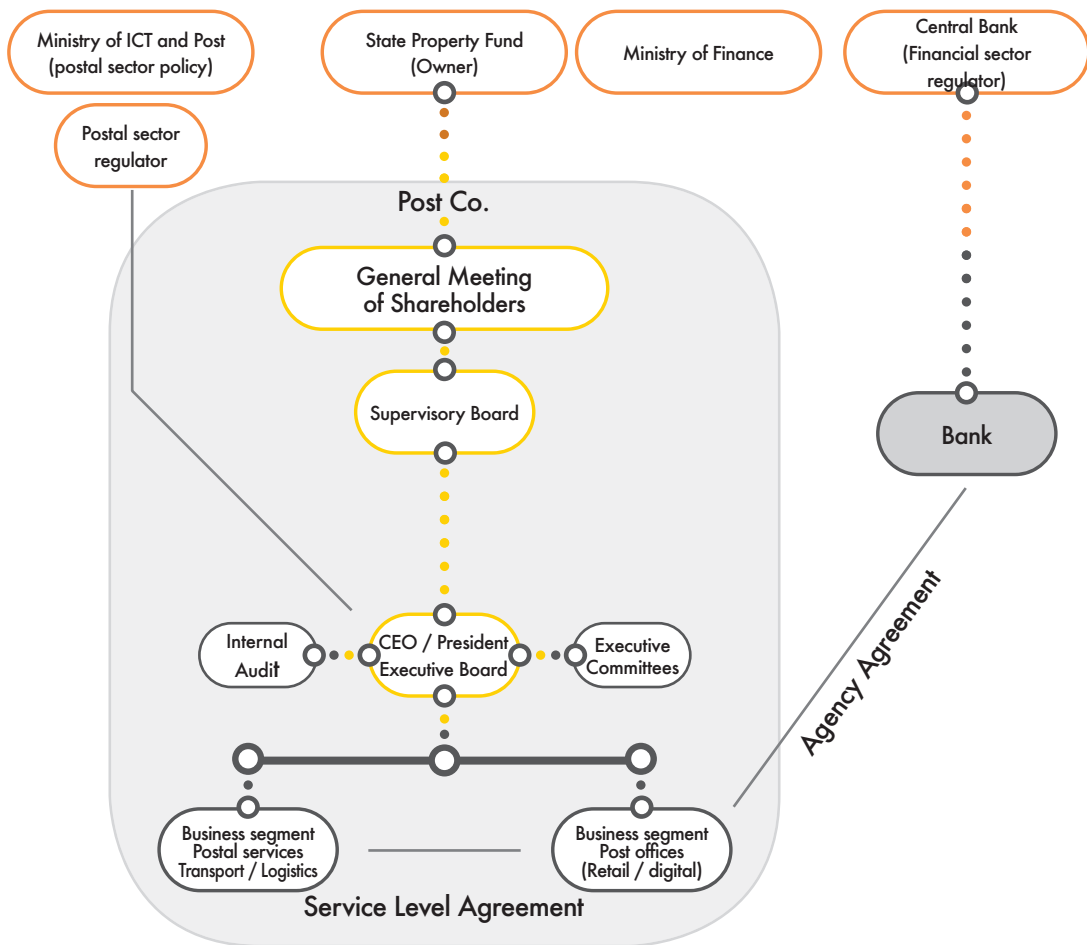 Ministry of ICT and Post
(postal sector policy)
State Property Fund
(Owner)
Ministry of Finance
Central Bank
(Financial sector
regulator)
Postal sector
regulator
Post Co.
General Meeting
of Shareholders
Supervisory Board
Bank
Agency Agreement
Internal
Audit
CEO / President
Executive Board
Executive
Committees
Business segment
Postal services
Transport / Logistics
Business segment
Post offices
(Retail / digital)
Service Level Agreement